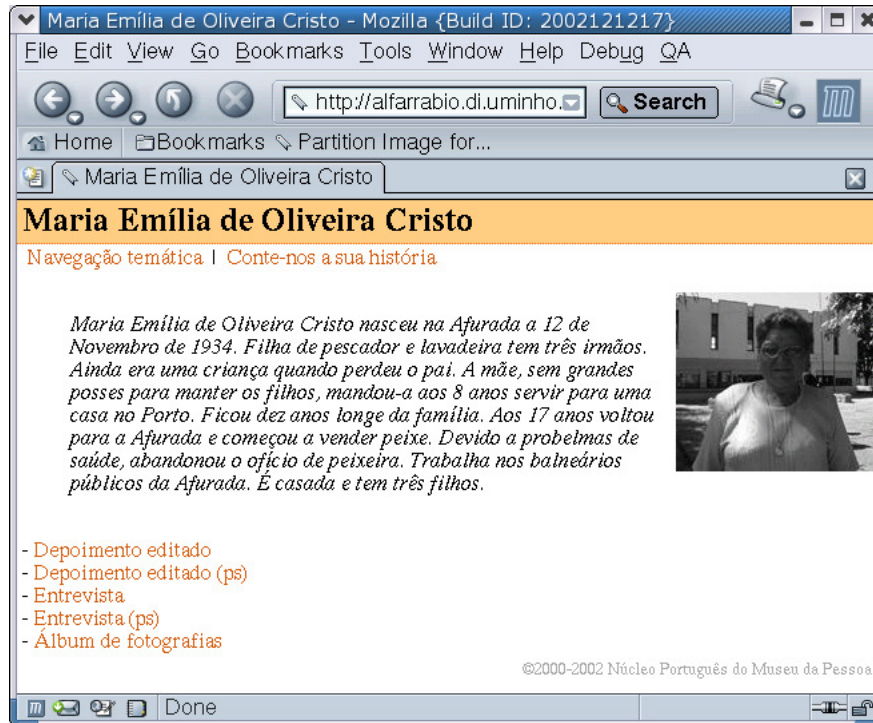 Maria Emília de Oliveira Cristo - Mozilla {Build ID: 2002121217}
File Edit View Go Bookmarks Tools Window Help Debug QA
http://alfarrabio.di.uminho. Search
Home Bookmarks Partition Image for...
Maria Emília de Oliveira Cristo
Maria Emília de Oliveira Cristo
Navegação temática | Conte-nos a sua história
Maria Emília de Oliveira Cristo nasceu na Afurada a 12 de
Novembro de 1934. Filha de pescador e lavadeira tem três irmãos.
Ainda era uma criança quando perdeu o pai. A mãe, sem grandes
posses para manter os filhos, mandou-a aos 8 anos servir para uma
casa no Porto. Ficou dez anos longe da família. Aos 17 anos voltou
para a Afurada e começou a vender peixe. Devido a probelmas de
saúde, abandonou o ofício de peixeira. Trabalha nos balneários
públicos da Afurada. É casada e tem três filhos.
- Depoimento editado
- Depoimento editado (ps)
- Entrevista
- Entrevista (ps)
- Álbum de fotografias
©2000-2002 Núcleo Português do Museu da Pessoa
Done